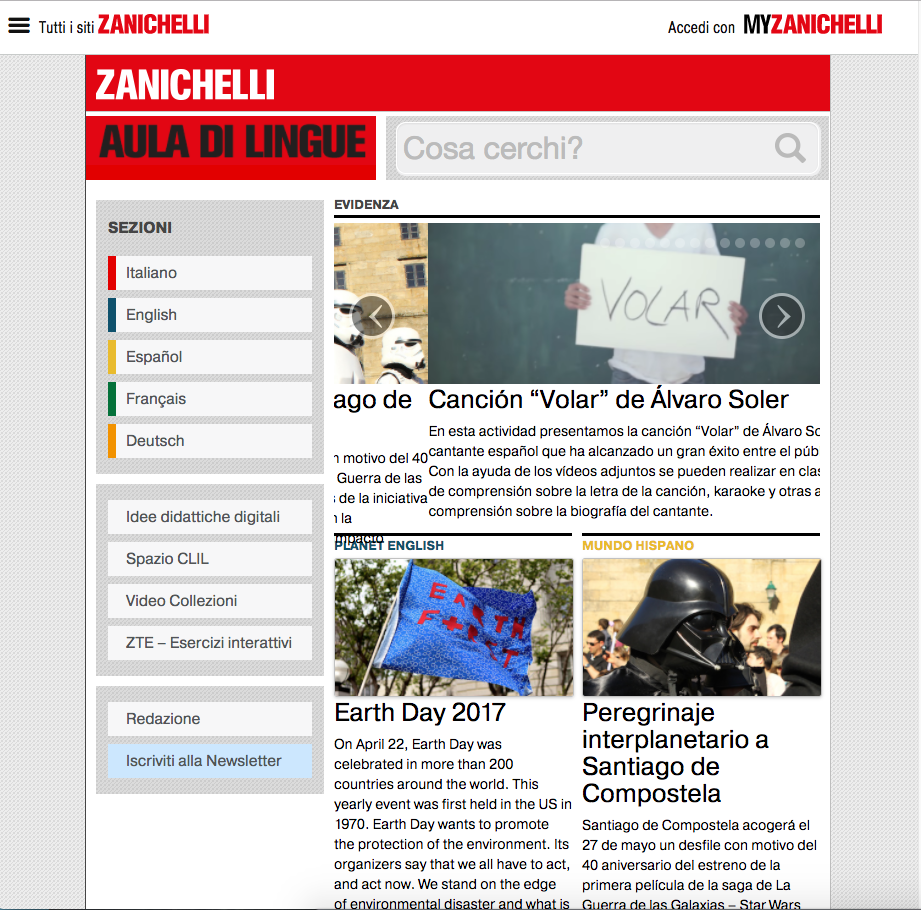 Tutti i siti ZANICHELLI
Accedi con MYZANICHELLI
ZANICHELLI
AULA DI LINGUE
Cosa cerchi?
SEZIONI
Italiano
English
Español
Français
Deutsch
Idee didattiche digitali
Spazio CLIL
Video Collezioni
ZTE – Esercizi interattivi
Redazione
Iscriviti alla Newsletter
EVIDENZA
VOLAR
ago de
motivo del 40
Guerra de las
de la iniciativa
la
impacto
Canción “Volar” de Álvaro Soler
En esta actividad presentamos la canción “Volar” de Álvaro So
cantante español que ha alcanzado un gran éxito entre el púb
Con la ayuda de los vídeos adjuntos se pueden realizar en clas
de comprensión sobre la letra de la canción, karaoke y otras a
comprensión sobre la biografía del cantante.
PLANET ENGLISH
EARTH
FIRST
Earth Day 2017
On April 22, Earth Day was
celebrated in more than 200
countries around the world. This
yearly event was first held in the US in
1970. Earth Day wants to promote
the protection of the environment. Its
organizers say that we all have to act,
and act now. We stand on the edge
of environmental disaster and what is
MUNDO HISPANO
Peregrinaje
interplanetario a
Santiago de
Compostela
Santiago de Compostela acogerá el
27 de mayo un desfile con motivo del
40 aniversario del estreno de la
primera película de la saga de La
Guerra de las Galaxias – Star Wars